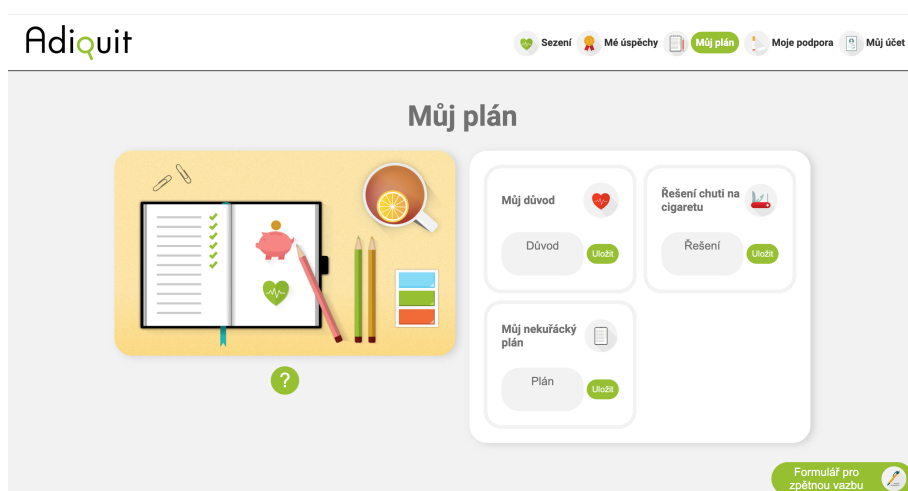 Adiquit
Sezení
Mé úspěchy
Můj plán
Moje podpora
Můj účet
Můj plán
Můj důvod
Důvod
Uložit
Řešení chuti na
cigaretu
Řešení
Uložit
Můj nekuřácký
plán
Plán
Uložit
?
Formulář pro
zpětnou vazbu